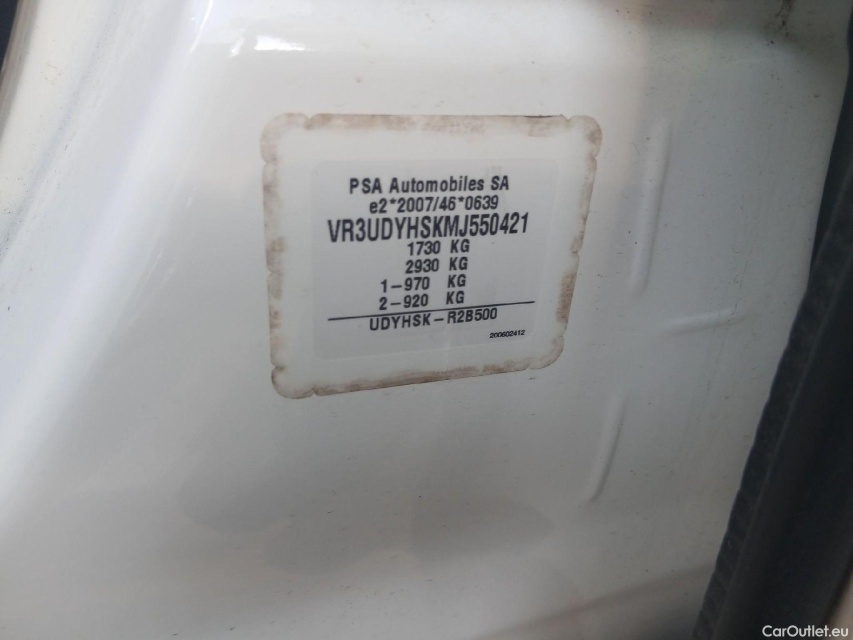 PSA Automobiles SA
e2*2007/46*0639
VR3UDYHSKMJ550421
1730 KG
2930 KG
1-970 KG
2-920 KG
UDYHSK-R2B500
200602412
CarOutlet.eu